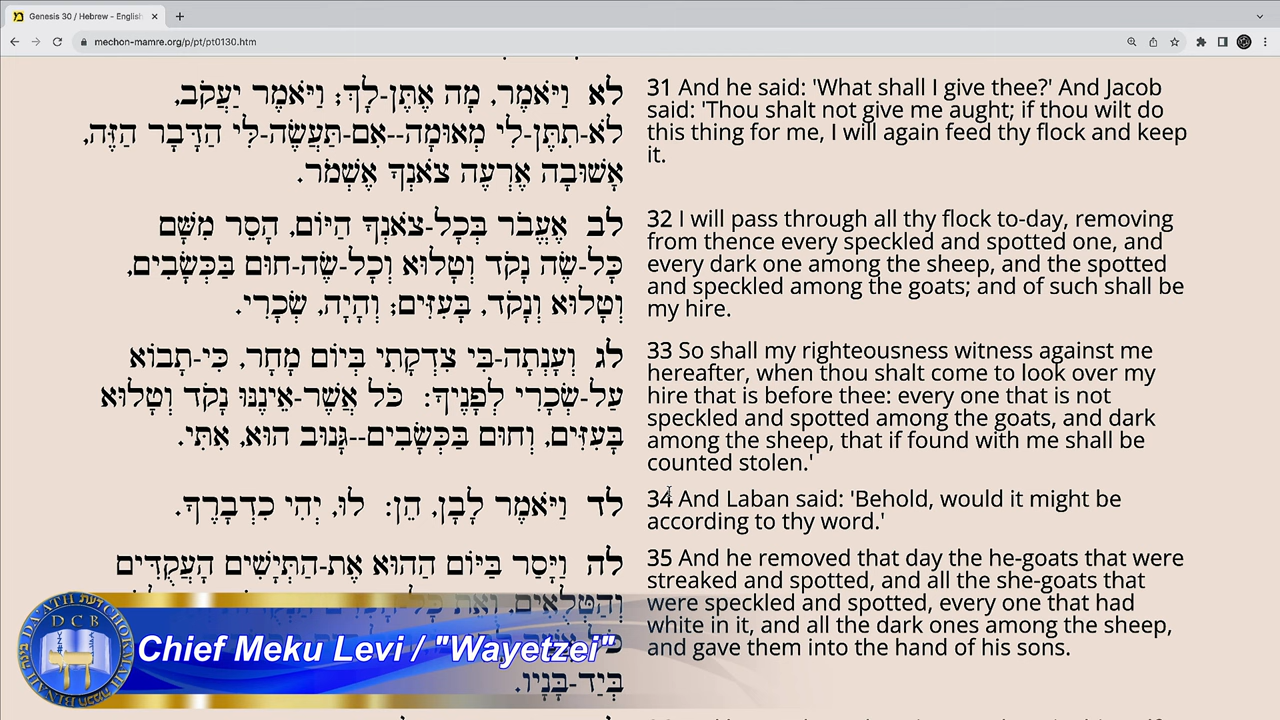 Genesis 30 / Hebrew - English
mechon-mamre.org/p/pt/pt0130.htm
לא וַיֹּאמֶר, מָה אֶתֶּן-לָךְ; וַיֹּאמֶר יַעֲקֹב,
לֹא-תִתֶּן-לִי מְאוּמָה--אִם-תַּעֲשֶׂה-לִּי הַדָּבָר הַזֶּה,
אָשׁוּבָה אֶרְעֶה צֹאנְךָ אֶשְׁמֹר.
31 And he said: 'What shall I give thee?' And Jacob
said: 'Thou shalt not give me aught; if thou wilt do
this thing for me, I will again feed thy flock and keep
it.
לב אֶעֱבֹר בְּכָל-צֹאנְךָ הַיּוֹם, הָסֵר מִשָּׁם
כָּל-שֶׂה נָקֹד וְטָלוּא וְכָל-שֶׂה-חוּם בַּכְּשָׂבִים,
וְטָלוּא וְנָקֹד, בָּעִזִּים; וְהָיָה, שְׂכָרִי.
32 I will pass through all thy flock to-day, removing
from thence every speckled and spotted one, and
every dark one among the sheep, and the spotted
and speckled among the goats; and of such shall be
my hire.
לג וְעָנְתָה-בִּי צִדְקָתִי בְּיוֹם מָחָר, כִּי-תָבוֹא
עַל-שְׂכָרִי לְפָנֶיךָ: כֹּל אֲשֶׁר-אֵינֶנּוּ נָקֹד וְטָלוּא
בָּעִזִּים, וְחוּם בַּכְּשָׂבִים--גָּנוּב הוּא, אִתִּי.
33 So shall my righteousness witness against me
hereafter, when thou shalt come to look over my
hire that is before thee: every one that is not
speckled and spotted among the goats, and dark
among the sheep, that if found with me shall be
counted stolen.'
לד וַיֹּאמֶר לָבָן, הֵן: לוּ, יְהִי כִדְבָרֶךָ.
34 And Laban said: 'Behold, would it might be
according to thy word.'
לה וַיָּסַר בַּיּוֹם הַהוּא אֶת-הַתְּיָשִׁים הָעֲקֻדִּים
בְּיַד-בָּנָיו.
35 And he removed that day the he-goats that were
streaked and spotted, and all the she-goats that
were speckled and spotted, every one that had
white in it, and all the dark ones among the sheep,
and gave them into the hand of his sons.
DCB
Chief Meku Levi / "Wayetzei"